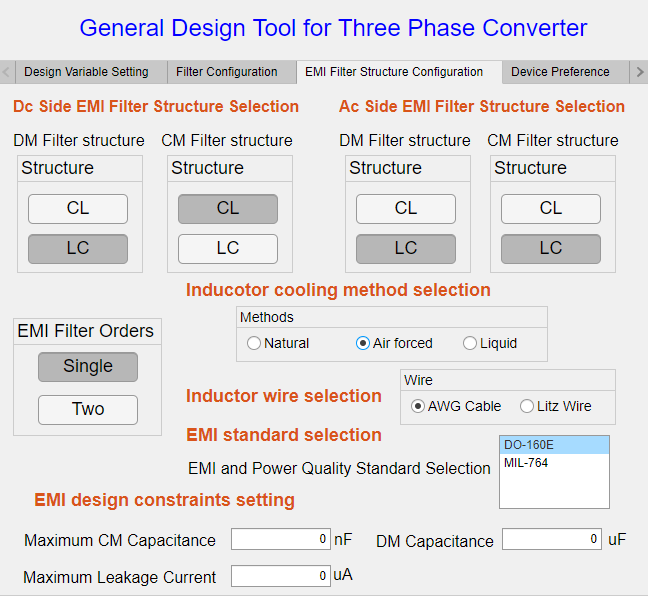 General Design Tool for Three Phase Converter
Design Variable Setting
Filter Configuration
EMI Filter Structure Configuration
Device Preference
Dc Side EMI Filter Structure Selection
Ac Side EMI Filter Structure Selection
DM Filter structure
CM Filter structure
DM Filter structure
CM Filter structure
Structure
Structure
Structure
Structure
CL
CL
CL
CL
LC
LC
LC
LC
Inducotor cooling method selection
Methods
Natural
Air forced
Liquid
EMI Filter Orders
Single
Two
Wire
Inductor wire selection
AWG Cable
Litz Wire
EMI standard selection
DO-160E
MIL-764
EMI and Power Quality Standard Selection
EMI design constraints setting
Maximum CM Capacitance
0
nF
DM Capacitance
0
uF
Maximum Leakage Current
0
uA